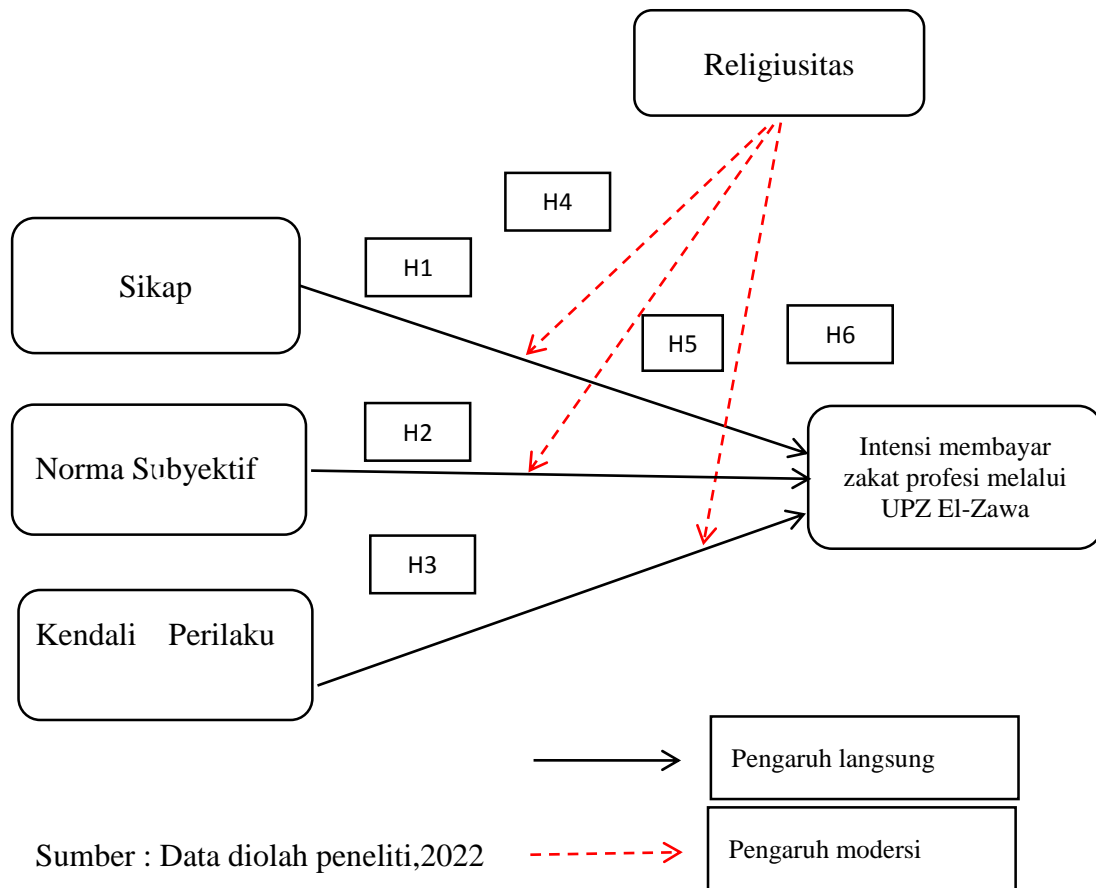 Religiusitas
H4
H1
Sikap
H5
H6
H2
Norma Subyektif
Intensi membayar
zakat profesi melalui
UPZ El-Zawa
H3
Kendali Perilaku
Pengaruh langsung
Sumber : Data diolah peneliti,2022
Pengaruh modersi